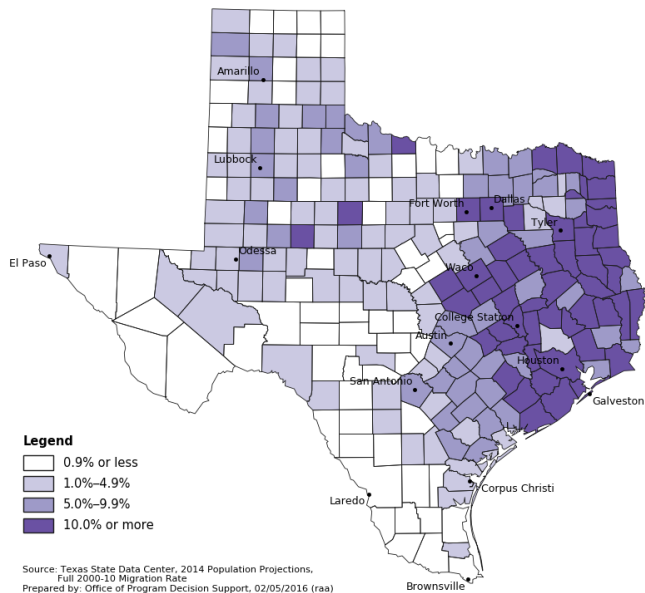 Amarillo
Lubbock
Fort Worth
Dallas
Tyler
El Paso
Odessa
Waco
College Station
Austin
Houston
San Antonio
Galveston
Laredo
Corpus Christi
Brownsville
Legend
0.9% or less
1.0%–4.9%
5.0%–9.9%
10.0% or more
Source: Texas State Data Center, 2014 Population Projections,
Full 2000-10 Migration Rate
Prepared by: Office of Program Decision Support, 02/05/2016 (raa)